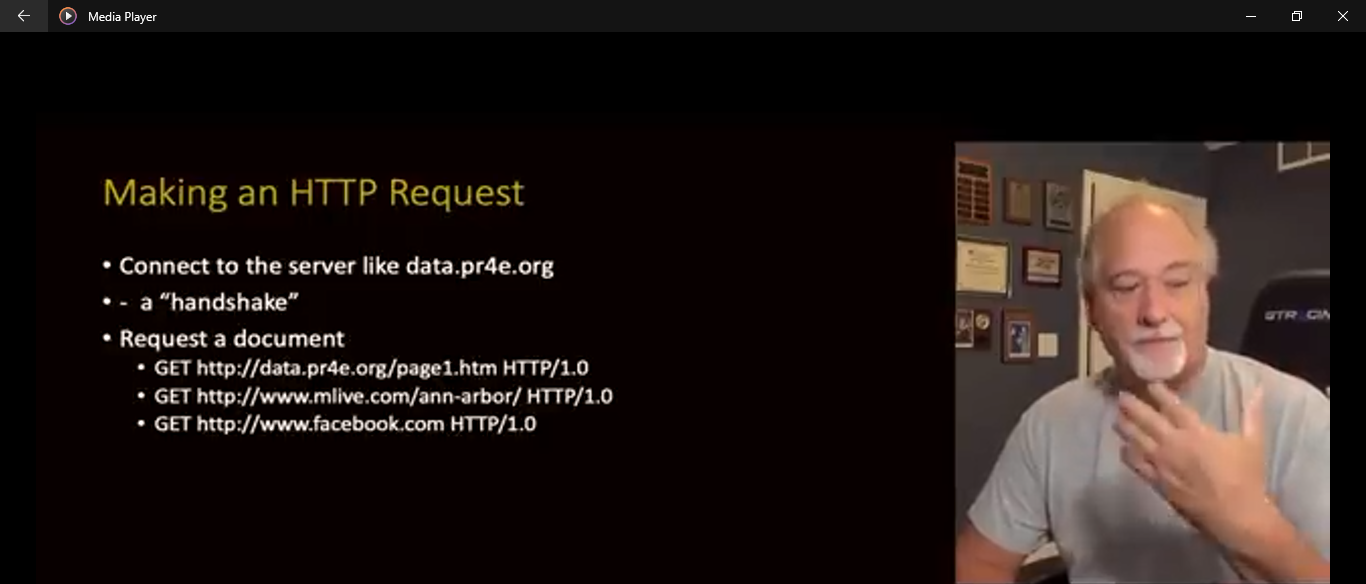 Media Player
Making an HTTP Request
• Connect to the server like data.pr4e.org
• - a “handshake”
• Request a document
• GET http://data.pr4e.org/page1.htm HTTP/1.0
• GET http://www.mlive.com/ann-arbor/ HTTP/1.0
• GET http://www.facebook.com HTTP/1.0